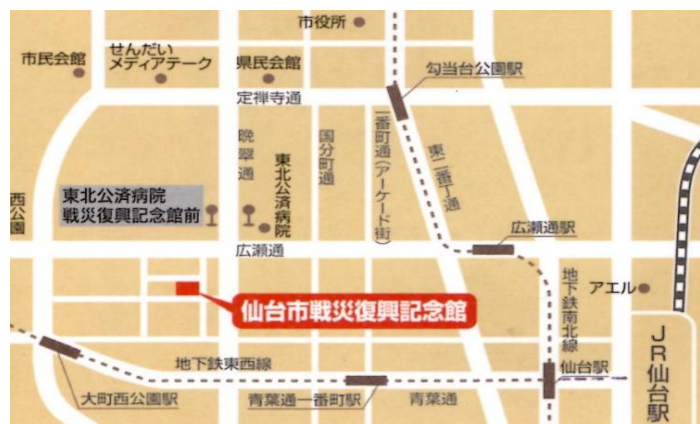 市役所
市民会館
せんだい
メディアテーク
県民会館
勾当台公園駅
定禅寺通
晩翠通
国分町通
一番町通(アーケード街)
東二番丁通
西公園
東北公済病院
戦災復興記念館前
東北公済病院
広瀬通
広瀬通駅
地下鉄南北線
アエル
仙台市戦災復興記念館
JR仙台駅
地下鉄東西線
仙台駅
大町西公園駅
青葉通一番町駅
青葉通